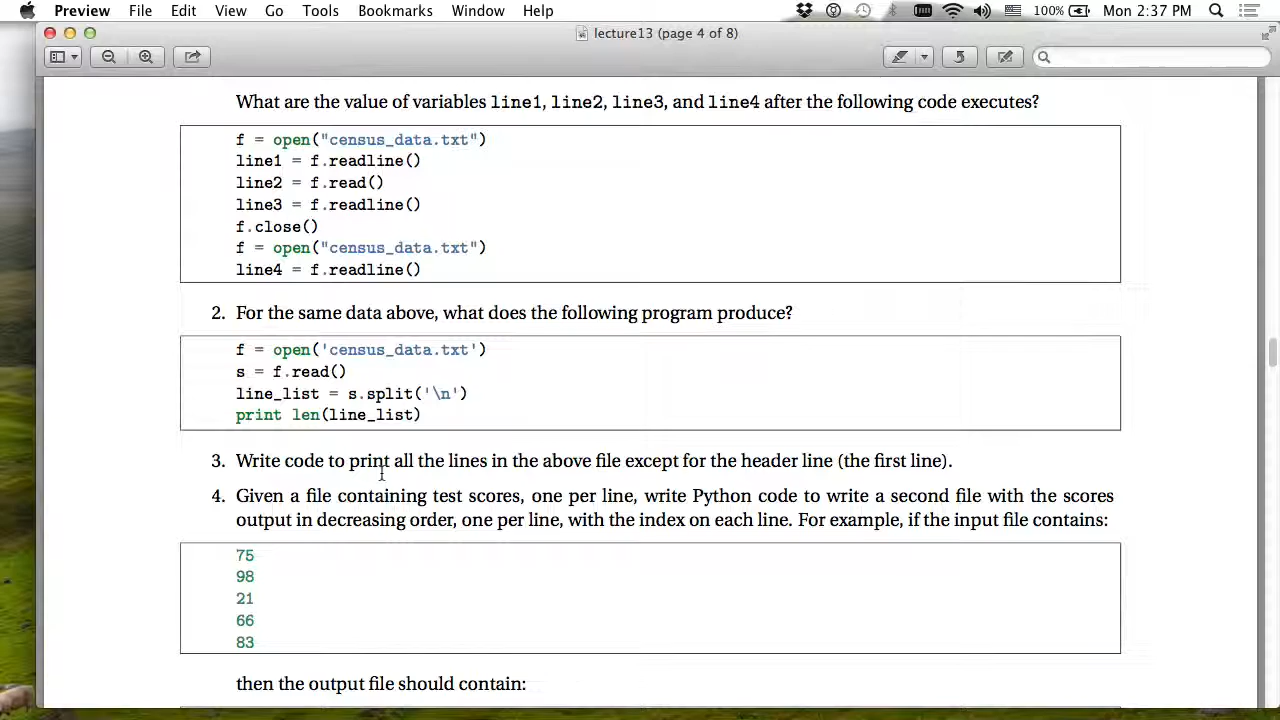 Preview File Edit View Go Tools Bookmarks Window Help 100% Mon 2:37 PM
lecture13 (page 4 of 8)
What are the value of variables line1, line2, line3, and line4 after the following code executes?
f = open("census_data.txt")
line1 = f.readline()
line2 = f.read()
line3 = f.readline()
f.close()
f = open("census_data.txt")
line4 = f.readline()
2. For the same data above, what does the following program produce?
f = open('census_data.txt')
s = f.read()
line_list = s.split('\n')
print len(line_list)
3. Write code to print all the lines in the above file except for the header line (the first line).
4. Given a file containing test scores, one per line, write Python code to write a second file with the scores
output in decreasing order, one per line, with the index on each line. For example, if the input file contains:
75
98
21
66
83
then the output file should contain: